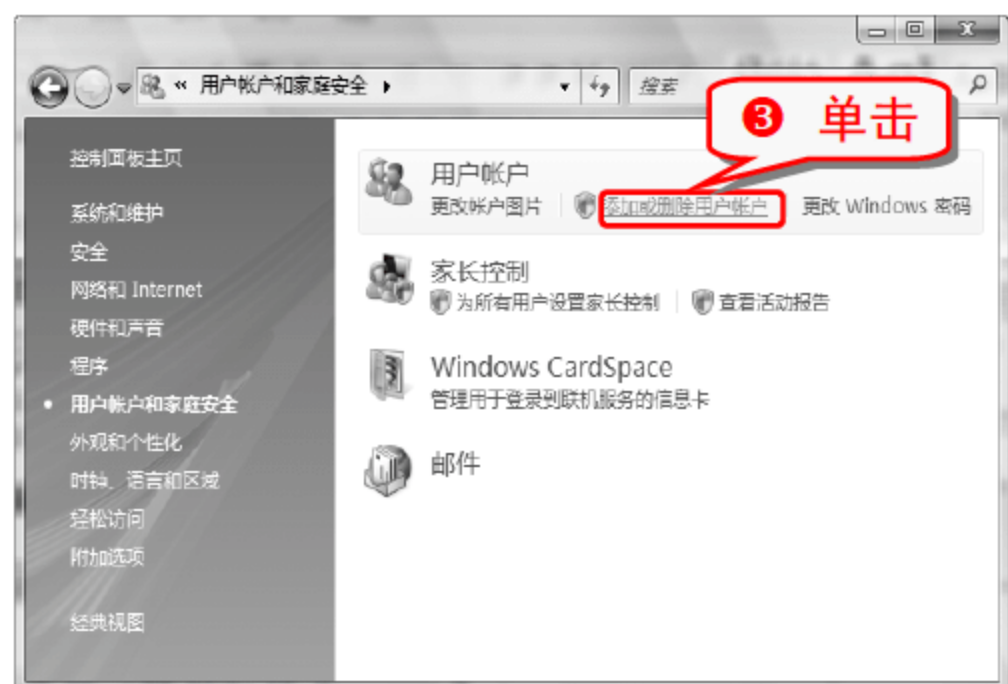 « 用户帐户和家庭安全
搜索
❸ 单击
控制面板主页
系统和维护
安全
网络和 Internet
硬件和声音
程序
• 用户帐户和家庭安全
外观和个性化
时钟、语言和区域
轻松访问
附加选项
经典视图
用户帐户
更改帐户图片 添加或删除用户帐户 更改 Windows 密码
家长控制
为所有用户设置家长控制 查看活动报告
Windows CardSpace
管理用于登录到联机服务的信息卡
邮件